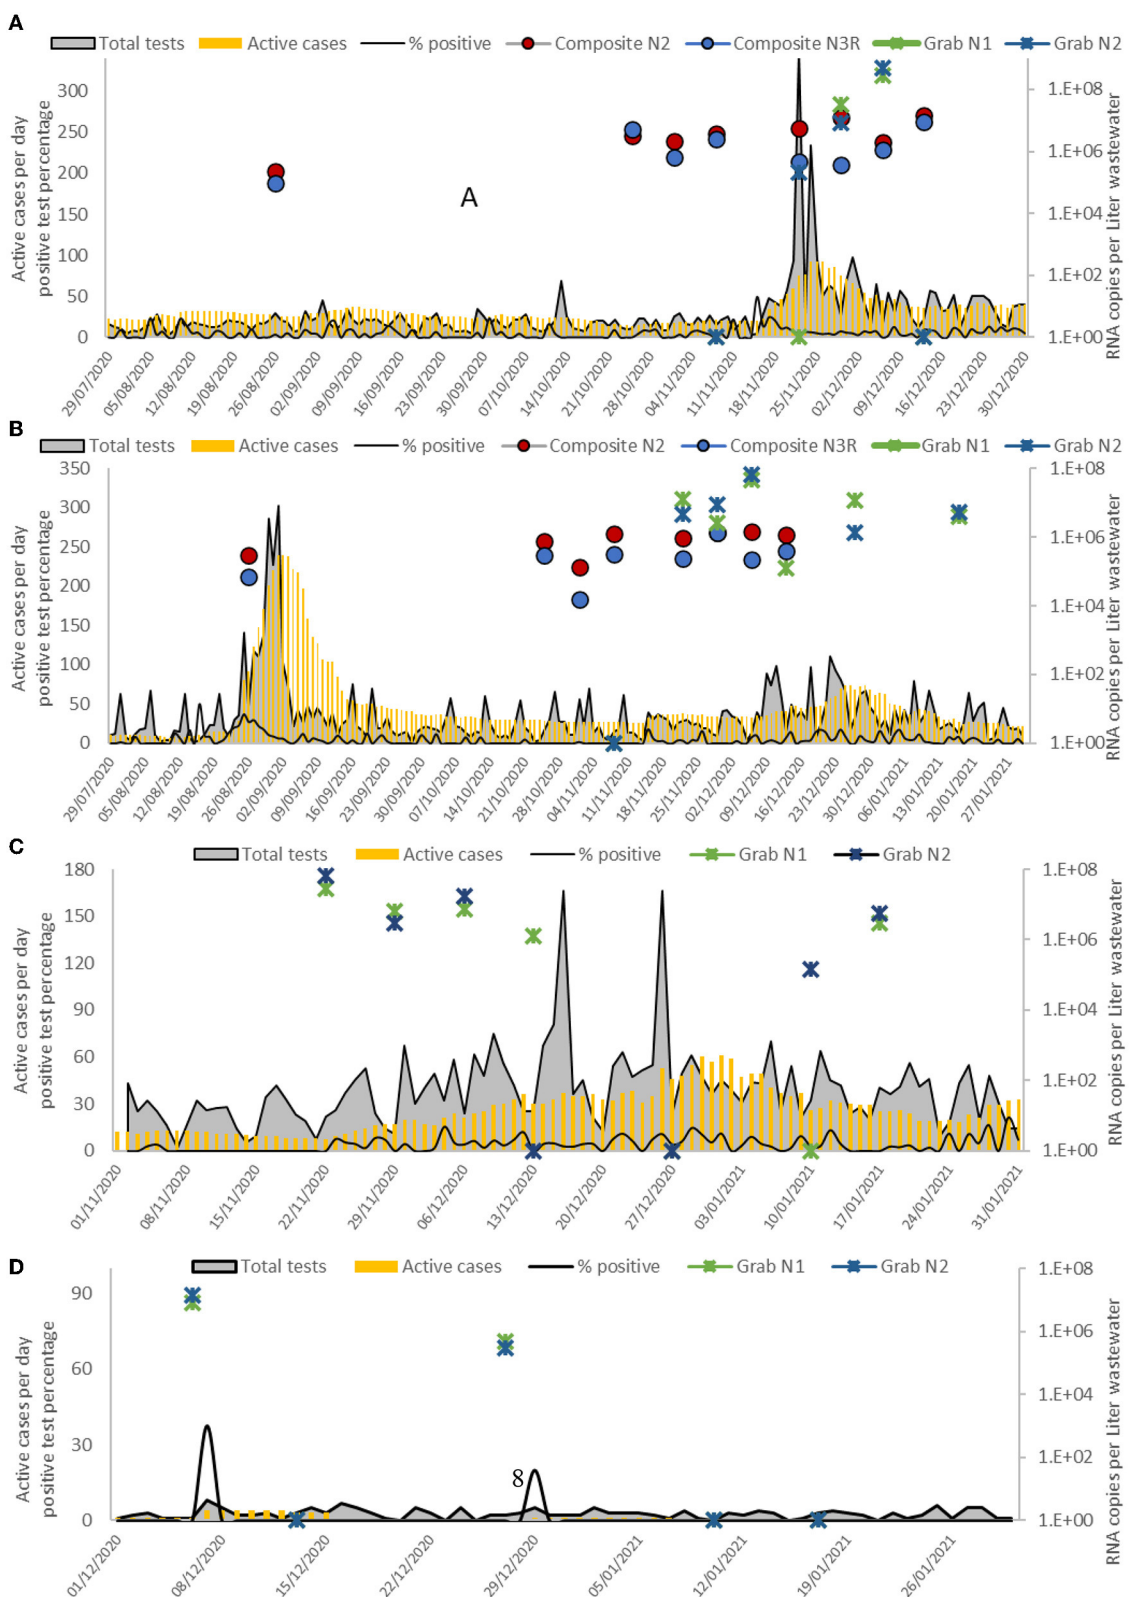 A
Total tests Active cases % positive Composite N2 Composite N3R Grab N1 Grab N2
Active cases per day
positive test percentage
300
250
200
150
100
50
0
A
1.E+08
1.E+06
1.E+04
1.E+02
1.E+00
RNA copies per Liter wastewater
29/07/2020 05/08/2020 12/08/2020 19/08/2020 26/08/2020 02/09/2020 09/09/2020 16/09/2020 23/09/2020 30/09/2020 07/10/2020 14/10/2020 21/10/2020 28/10/2020 04/11/2020 11/11/2020 18/11/2020 25/11/2020 02/12/2020 09/12/2020 16/12/2020 23/12/2020 30/12/2020
B
Total tests Active cases % positive Composite N2 Composite N3R Grab N1 Grab N2
Active cases per day
positive test percentage
350
300
250
200
150
100
50
0
1.E+08
1.E+06
1.E+04
1.E+02
1.E+00
RNA copies per Liter wastewater
29/07/2020 05/08/2020 12/08/2020 19/08/2020 26/08/2020 02/09/2020 09/09/2020 16/09/2020 23/09/2020 30/09/2020 07/10/2020 14/10/2020 21/10/2020 28/10/2020 04/11/2020 11/11/2020 18/11/2020 25/11/2020 02/12/2020 09/12/2020 16/12/2020 23/12/2020 30/12/2020 06/01/2021 13/01/2021 20/01/2021 27/01/2021
C
Total tests Active cases % positive Grab N1 Grab N2
Active cases per day
positive test percentage
180
150
120
90
60
30
0
1.E+08
1.E+06
1.E+04
1.E+02
1.E+00
RNA copies per Liter wastewater
01/11/2020 08/11/2020 15/11/2020 22/11/2020 29/11/2020 06/12/2020 13/12/2020 20/12/2020 27/12/2020 03/01/2021 10/01/2021 17/01/2021 24/01/2021 31/01/2021
D
Total tests Active cases % positive Grab N1 Grab N2
Active cases per day
positive test percentage
90
60
30
0
8
1.E+08
1.E+06
1.E+04
1.E+02
1.E+00
RNA copies per Liter wastewater
01/12/2020 08/12/2020 15/12/2020 22/12/2020 29/12/2020 05/01/2021 12/01/2021 19/01/2021 26/01/2021